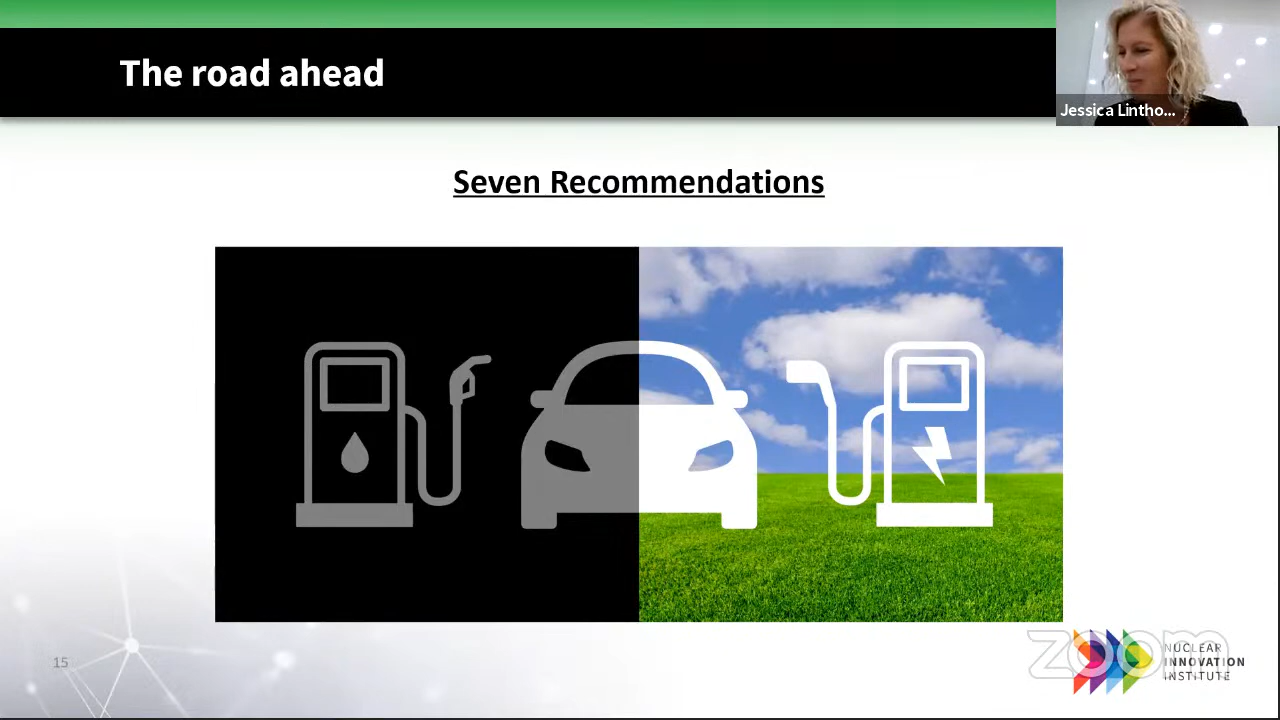 The road ahead
Jessica Lintho...
Seven Recommendations
15
zoom
NUCLEAR
INNOVATION
INSTITUTE